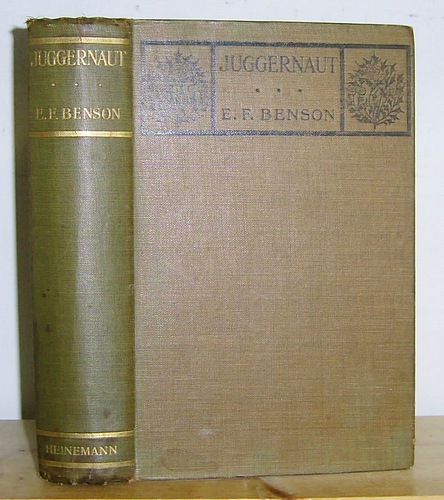 JUGGERNAUT
E. F. BENSON
HEINEMANN
JUGGERNAUT
E. F. BENSON